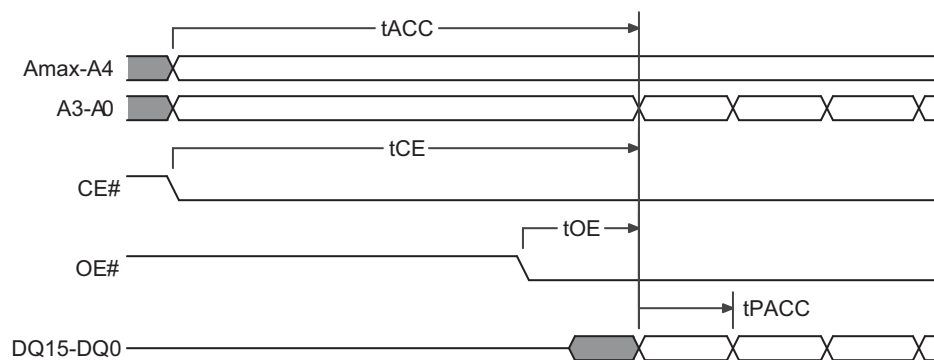 tACC
Amax-A4
A3-A0
tCE
CE#
tOE
OE#
tPACC
DQ15-DQ0